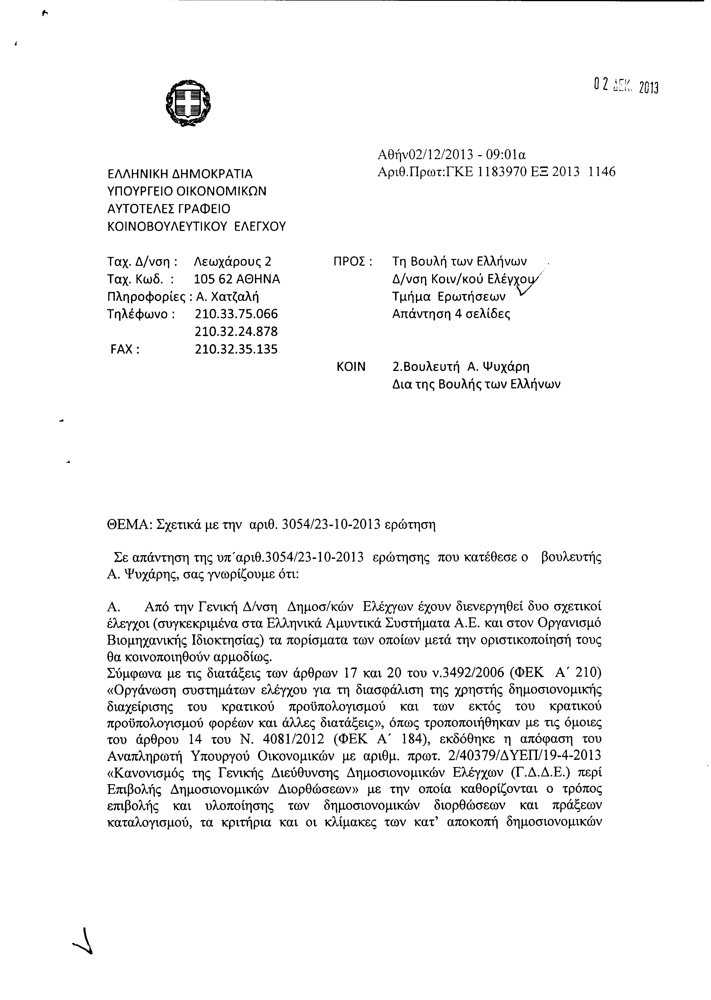 02 ΔΕΚ. 2013
Αθήν02/12/2013 - 09:01α
Αριθ.Πρωτ:ΓΚΕ 1183970 ΕΞ 2013 1146
ΕΛΛΗΝΙΚΗ ΔΗΜΟΚΡΑΤΙΑ
ΥΠΟΥΡΓΕΙΟ ΟΙΚΟΝΟΜΙΚΩΝ
ΑΥΤΟΤΕΛΕΣ ΓΡΑΦΕΙΟ
ΚΟΙΝΟΒΟΥΛΕΥΤΙΚΟΥ ΕΛΕΓΧΟΥ
Ταχ. Δ/νση : Λεωχάρους 2
Ταχ. Κωδ. : 105 62 ΑΘΗΝΑ
Πληροφορίες : Α. Χατζαλή
Τηλέφωνο : 210.33.75.066
210.32.24.878
FAX : 210.32.35.135
ΠΡΟΣ : Τη Βουλή των Ελλήνων
Δ/νση Κοιν/κού Ελέγχου
Τμήμα Ερωτήσεων
Απάντηση 4 σελίδες
ΚΟΙΝ 2.Βουλευτή Α. Ψυχάρη
Δια της Βουλής των Ελλήνων
ΘΕΜΑ: Σχετικά με την αριθ. 3054/23-10-2013 ερώτηση
Σε απάντηση της υπ΄αριθ.3054/23-10-2013 ερώτησης που κατέθεσε ο βουλευτής
Α. Ψυχάρης, σας γνωρίζουμε ότι:
Α. Από την Γενική Δ/νση Δημοσ/κών Ελέχγων έχουν διενεργηθεί δυο σχετικοί
έλεγχοι (συγκεκριμένα στα Ελληνικά Αμυντικά Συστήματα Α.Ε. και στον Οργανισμό
Βιομηχανικής Ιδιοκτησίας) τα πορίσματα των οποίων μετά την οριστικοποίησή τους
θα κοινοποιηθούν αρμοδίως.
Σύμφωνα με τις διατάξεις των άρθρων 17 και 20 του ν.3492/2006 (ΦΕΚ Α΄ 210)
«Οργάνωση συστημάτων ελέγχου για τη διασφάλιση της χρηστής δημοσιονομικής
διαχείρισης του κρατικού προϋπολογισμού και των εκτός του κρατικού
προϋπολογισμού φορέων και άλλες διατάξεις», όπως τροποποιήθηκαν με τις όμοιες
του άρθρου 14 του Ν. 4081/2012 (ΦΕΚ Α΄ 184), εκδόθηκε η απόφαση του
Αναπληρωτή Υπουργού Οικονομικών με αριθμ. πρωτ. 2/40379/ΔΥΕΠ/19-4-2013
«Κανονισμός της Γενικής Διεύθυνσης Δημοσιονομικών Ελέγχων (Γ.Δ.Δ.Ε.) περί
Επιβολής Δημοσιονομικών Διορθώσεων» με την οποία καθορίζονται ο τρόπος
επιβολής και υλοποίησης των δημοσιονομικών διορθώσεων και πράξεων
καταλογισμού, τα κριτήρια και οι κλίμακες των κατ’ αποκοπή δημοσιονομικών